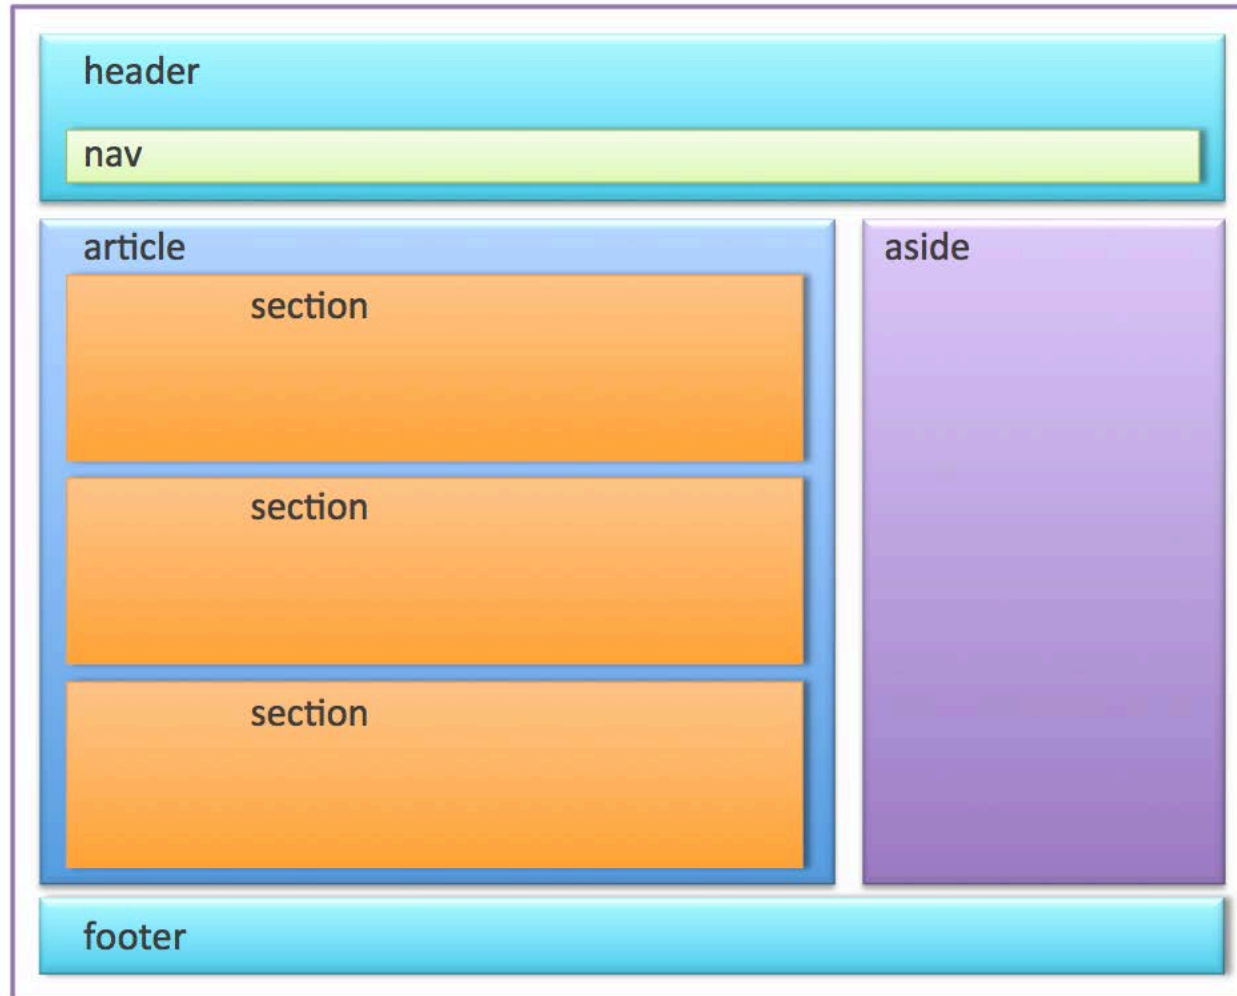 header
nav
article
section
section
section
aside
footer